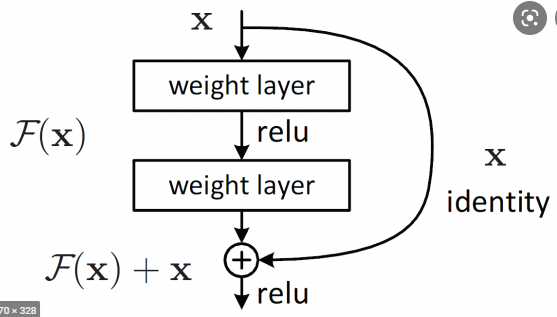 x
weight layer
relu
F(x)
weight layer
x
identity
F(x) + x
relu
70 × 328